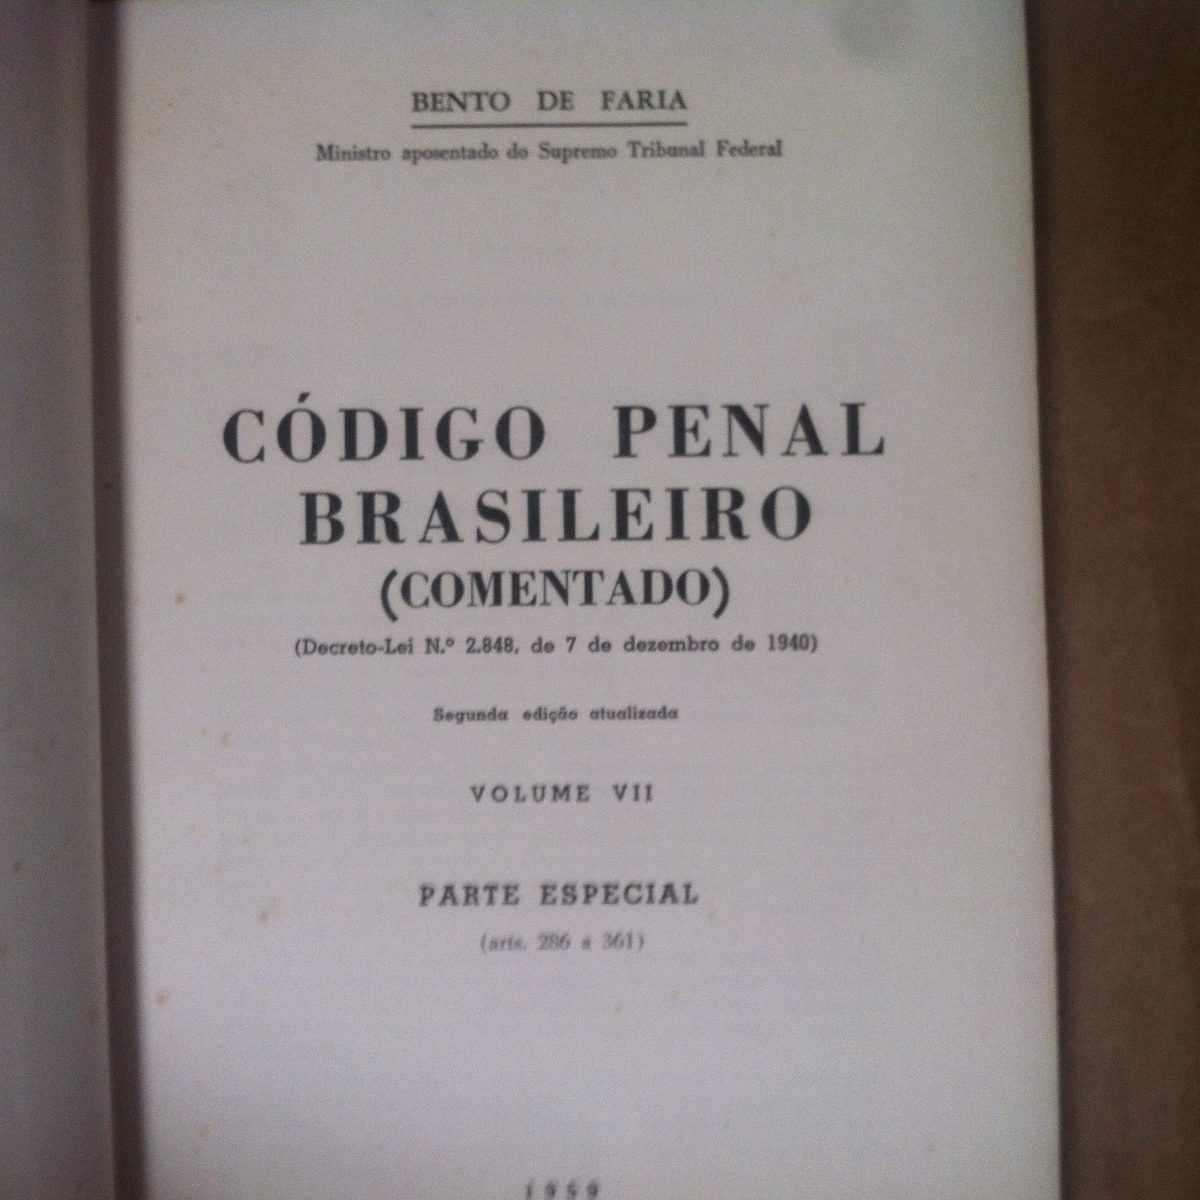 BENTO DE FARIA
Ministro aposentado do Supremo Tribunal Federal
CÓDIGO PENAL
BRASILEIRO
(COMENTADO)
(Decreto-Lei N.º 2.848, de 7 de dezembro de 1940)
Segunda edição atualizada
VOLUME VII
PARTE ESPECIAL
(arts. 286 a 361)
1959